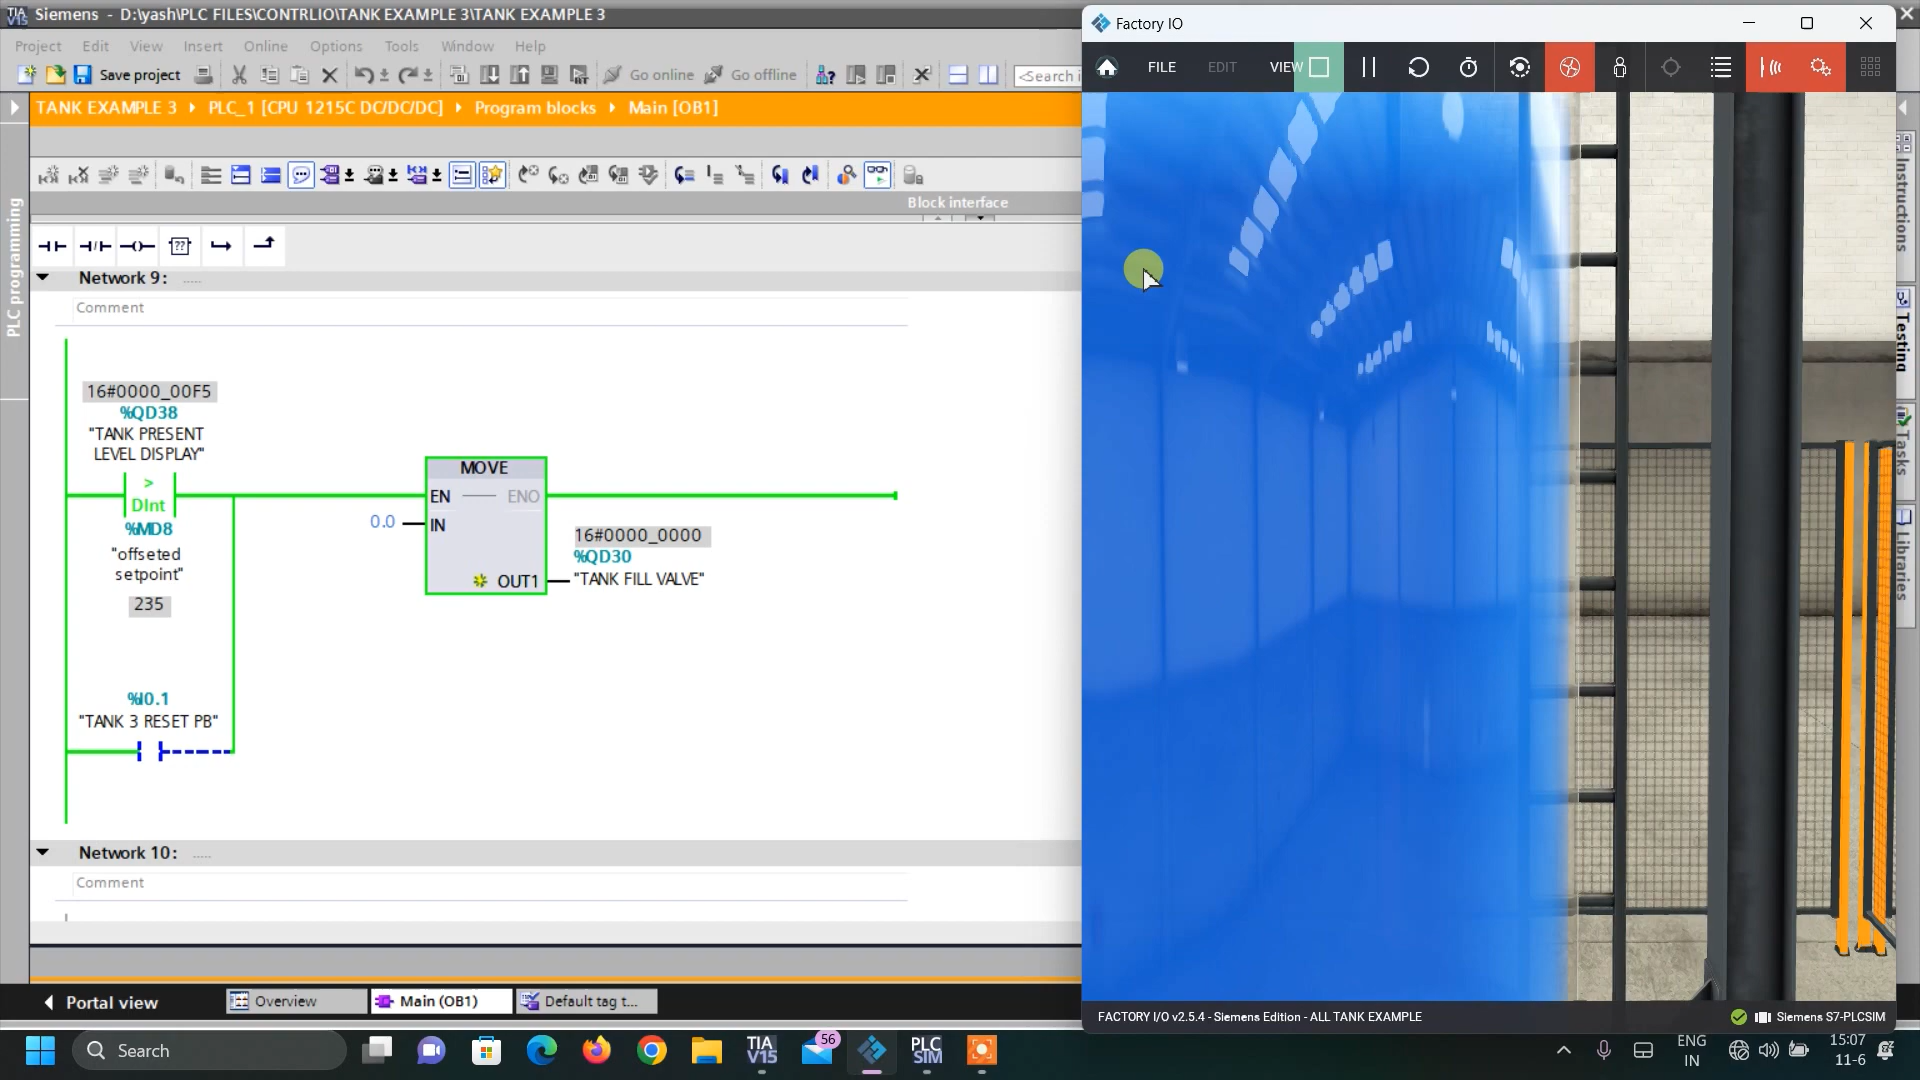 Siemens - D:\yash\PLC FILES\CONTRLIO\TANK EXAMPLE 3\TANK EXAMPLE 3
Project Edit View Insert Online Options Tools Window Help
Save project Go online Go offline <Search i
TANK EXAMPLE 3 PLC_1 [CPU 1215C DC/DC/DC] Program blocks Main [OB1]
Block interface
PLC programming
Network 9: .....
Comment
16#0000_00F5
%QD38
"TANK PRESENT
LEVEL DISPLAY"
>
DInt
%MD8
"offseted
setpoint"
235
MOVE
EN ENO
0.0 IN
OUT1
16#0000_0000
%QD30
"TANK FILL VALVE"
%I0.1
"TANK 3 RESET PB"
Network 10: .....
Comment
Portal view Overview Main (OB1) Default tag t...
Factory IO
FILE EDIT VIEW
FACTORY I/O v2.5.4 - Siemens Edition - ALL TANK EXAMPLE
Siemens S7-PLCSIM
Instructions
Testing
Tasks
Libraries
Search
TIA
V15
56
PLC
SIM
ENG
IN
15:07
11-6